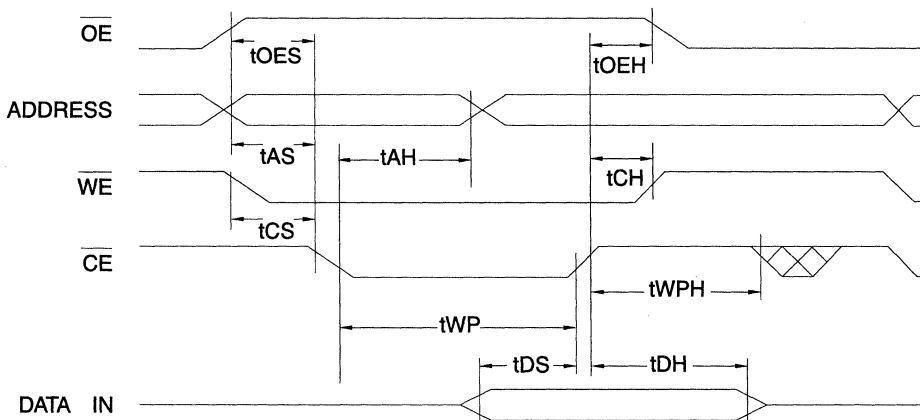 OE
tOES
tOEH
ADDRESS
tAS
tAH
WE
tCH
tCS
CE
tWPH
tWP
tDS
tDH
DATA IN